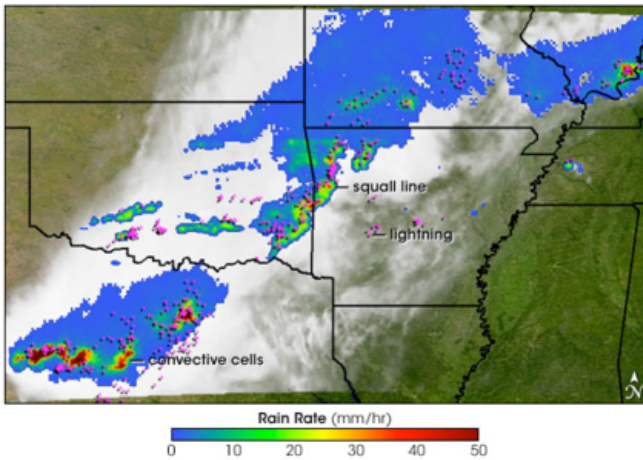 squall line
lightning
convective cells
N
Rain Rate (mm/hr)
0 10 20 30 40 50